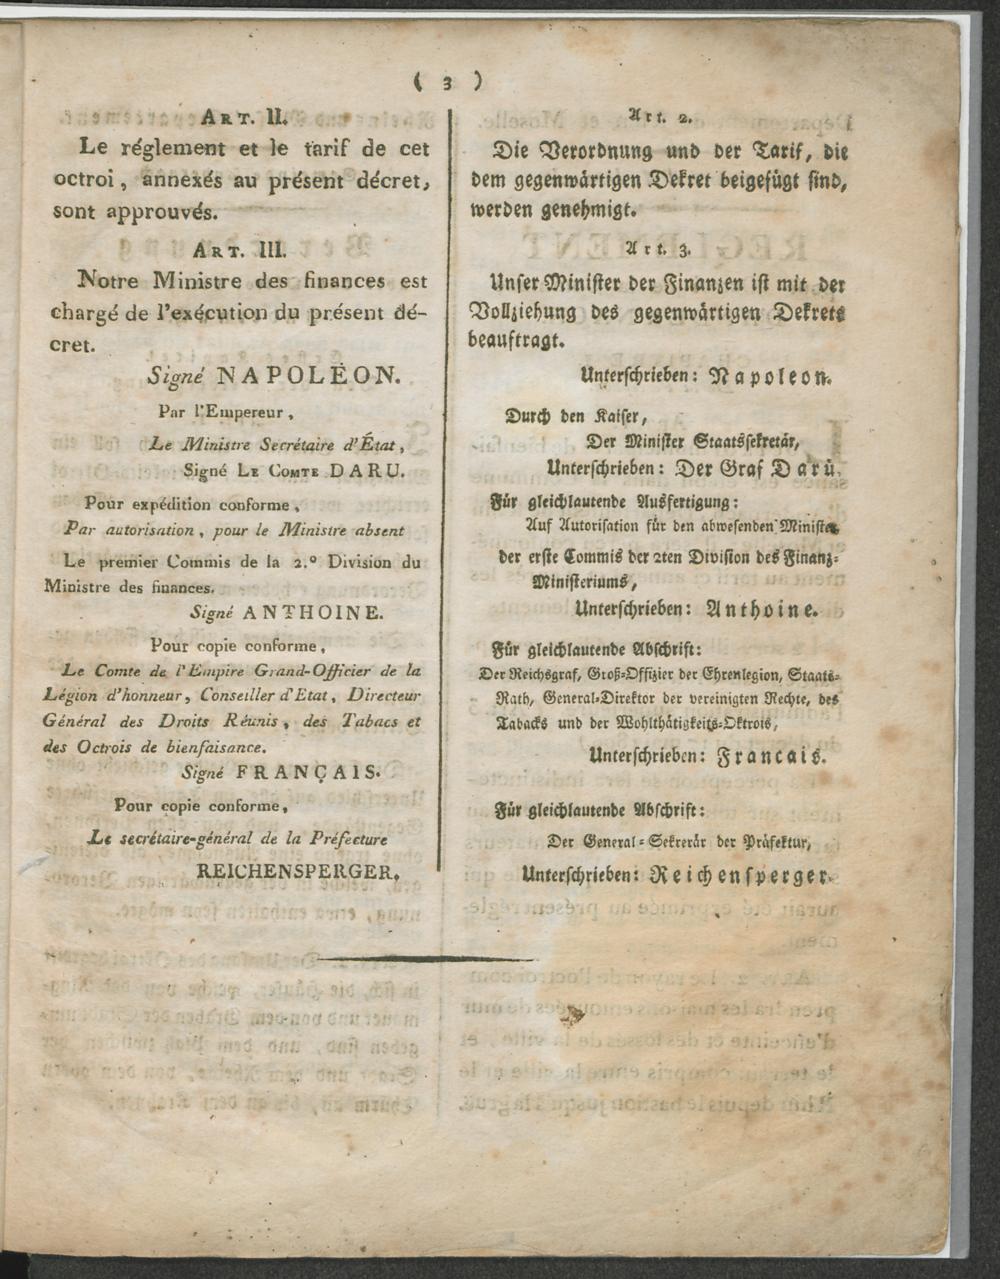 ( 3 )
ART. II.
Le réglement et le tarif de cet
octroi, annexés au présent décret,
sont approuvés.
ART. III.
Notre Ministre des finances est
chargé de l'exécution du présent dé-
cret.
Signé NAPOLÉON.
Par l'Empereur,
Le Ministre Secrétaire d'État,
Signé LE COMTE DARU.
Pour expédition conforme,
Par autorisation, pour le Ministre absent
Le premier Commis de la 2.e Division du
Ministre des finances.
Signé ANTHOINE.
Pour copie conforme,
Le Comte de l'Empire Grand-Officier de la
Légion d'honneur, Conseiller d'Etat, Directeur
Général des Droits Réunis, des Tabacs et
des Octrois de bienfaisance.
Signé FRANÇAIS.
Pour copie conforme,
Le secrétaire-général de la Préfecture
REICHENSPERGER.
Art. 2.
Die Verordnung und der Tarif, die
dem gegenwärtigen Dekret beigefügt sind,
werden genehmigt.
Art. 3.
Unser Minister der Finanzen ist mit der
Vollziehung des gegenwärtigen Dekrets
beauftragt.
Unterschrieben: Napoleon.
Durch den Kaiser,
Der Minister Staatssekretär,
Unterschrieben: Der Graf Darü.
Für gleichlautende Ausfertigung:
Auf Autorisation für den abwesenden Minister
der erste Commis der 2ten Division des Finanz-
Ministeriums,
Unterschrieben: Anthoine.
Für gleichlautende Abschrift:
Der Reichsgraf, Groß-Offizier der Ehrenlegion, Staats-
Rath, General-Direktor der vereinigten Rechte, des
Tabacks und der Wohlthätigkeits-Oktrois,
Unterschrieben: Francais.
Für gleichlautende Abschrift:
Der General-Sekrerär der Präfektur,
Unterschrieben: Reichensperger.